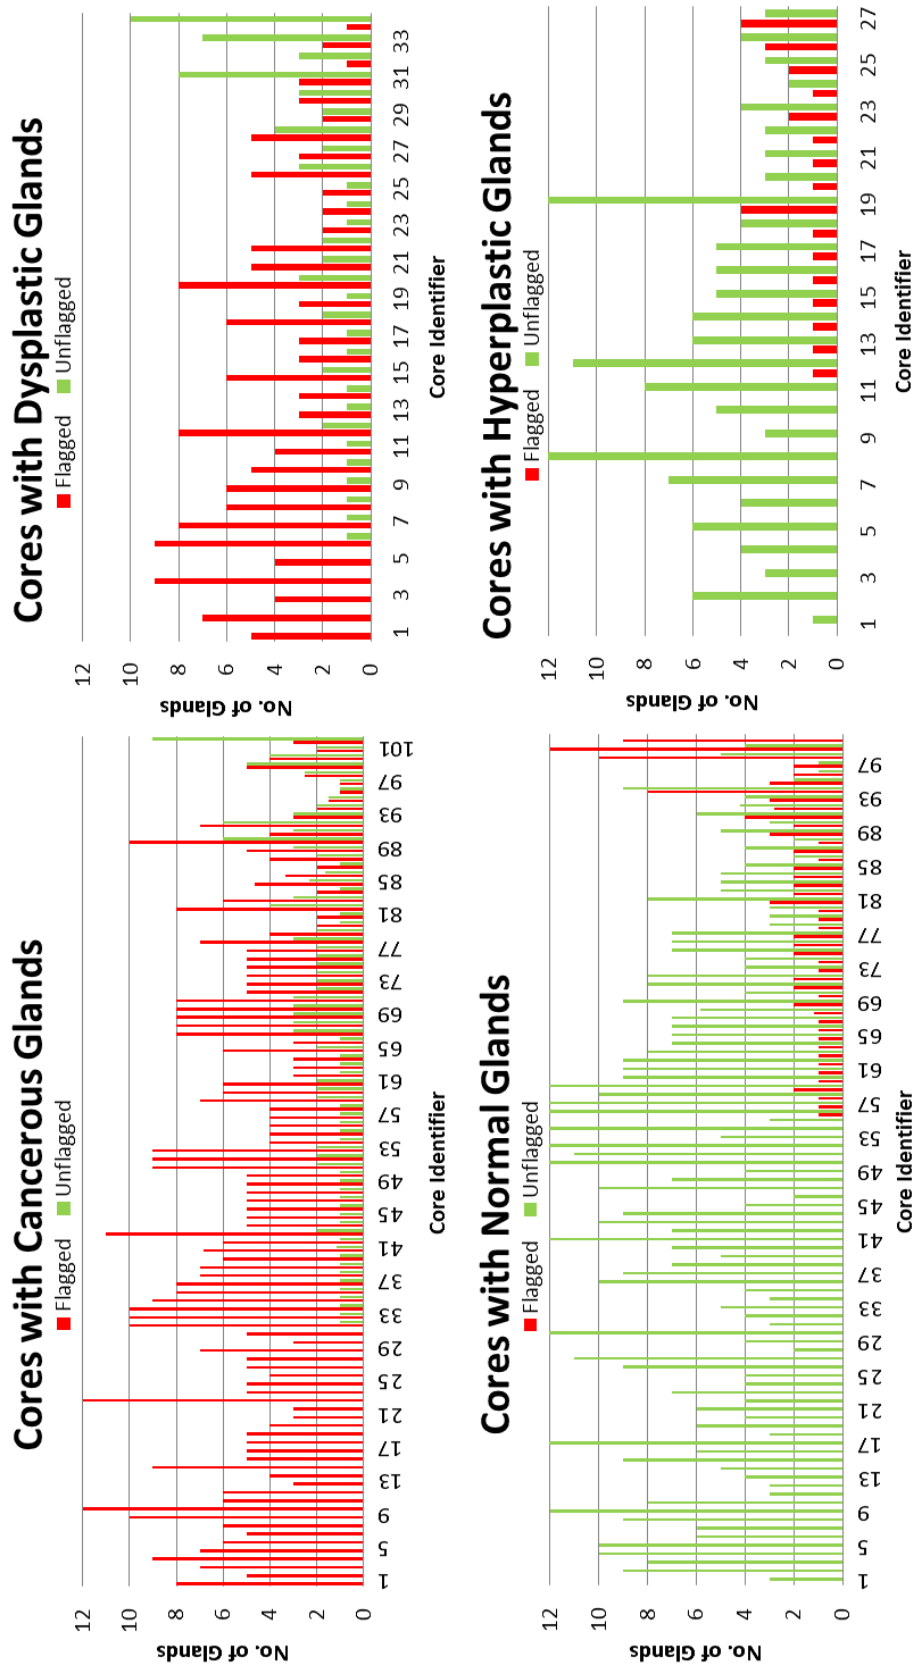 Cores with Cancerous Glands
Flagged Unflagged
12
10
8
6
4
2
0
No. of Glands
1 5 9 13 17 21 25 29 33 37 41 45 49 53 57 61 65 69 73 77 81 85 89 93 97 101
Core Identifier
Cores with Dysplastic Glands
Flagged Unflagged
12
10
8
6
4
2
0
No. of Glands
1 3 5 7 9 11 13 15 17 19 21 23 25 27 29 31 33
Core Identifier
Cores with Normal Glands
Flagged Unflagged
12
10
8
6
4
2
0
No. of Glands
1 5 9 13 17 21 25 29 33 37 41 45 49 53 57 61 65 69 73 77 81 85 89 93 97
Core Identifier
Cores with Hyperplastic Glands
Flagged Unflagged
12
10
8
6
4
2
0
No. of Glands
1 3 5 7 9 11 13 15 17 19 21 23 25 27
Core Identifier